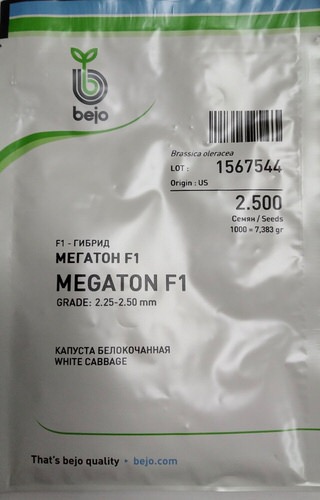 bejo
Brassica oleracea
LOT : 1567544
Origin : US
2.500
Семян / Seeds
1000 = 7,383 gr
F1 - ГИБРИД
МЕГАТОН F1
MEGATON F1
GRADE: 2.25-2.50 mm
КАПУСТА БЕЛОКОЧАННАЯ
WHITE CABBAGE
That's bejo quality • bejo.com